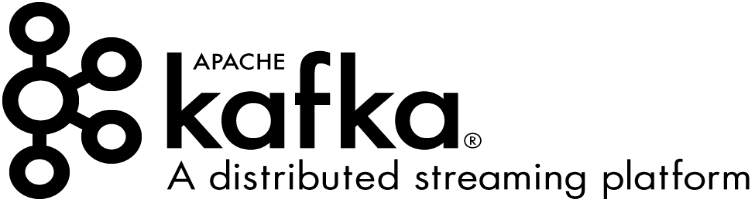 APACHE
kafka®
A distributed streaming platform